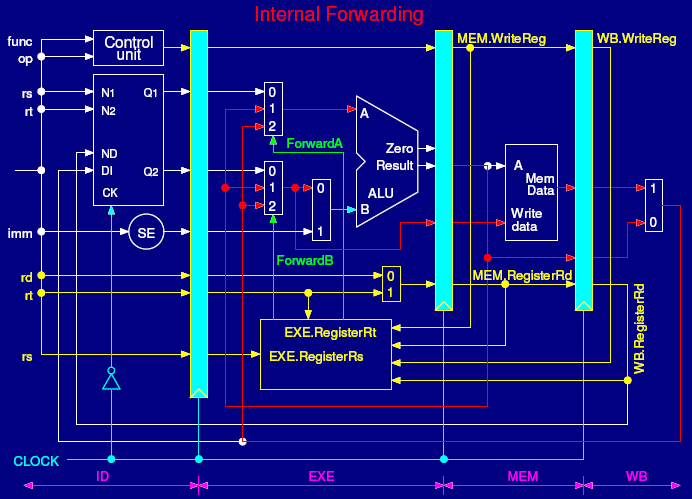 Internal Forwarding
func
op
Control
unit
MEM.WriteReg
WB.WriteReg
rs
rt
N1
N2
Q1
0
1
2
A
ForwardA
Zero
Result
A
Mem
Data
Write
data
ND
DI
Q2
CK
0
1
2
0
1
B
ALU
1
0
imm
SE
ForwardB
rd
rt
0
1
MEM.RegisterRd
WB.RegisterRd
EXE.RegisterRt
EXE.RegisterRs
rs
CLOCK
ID
EXE
MEM
WB